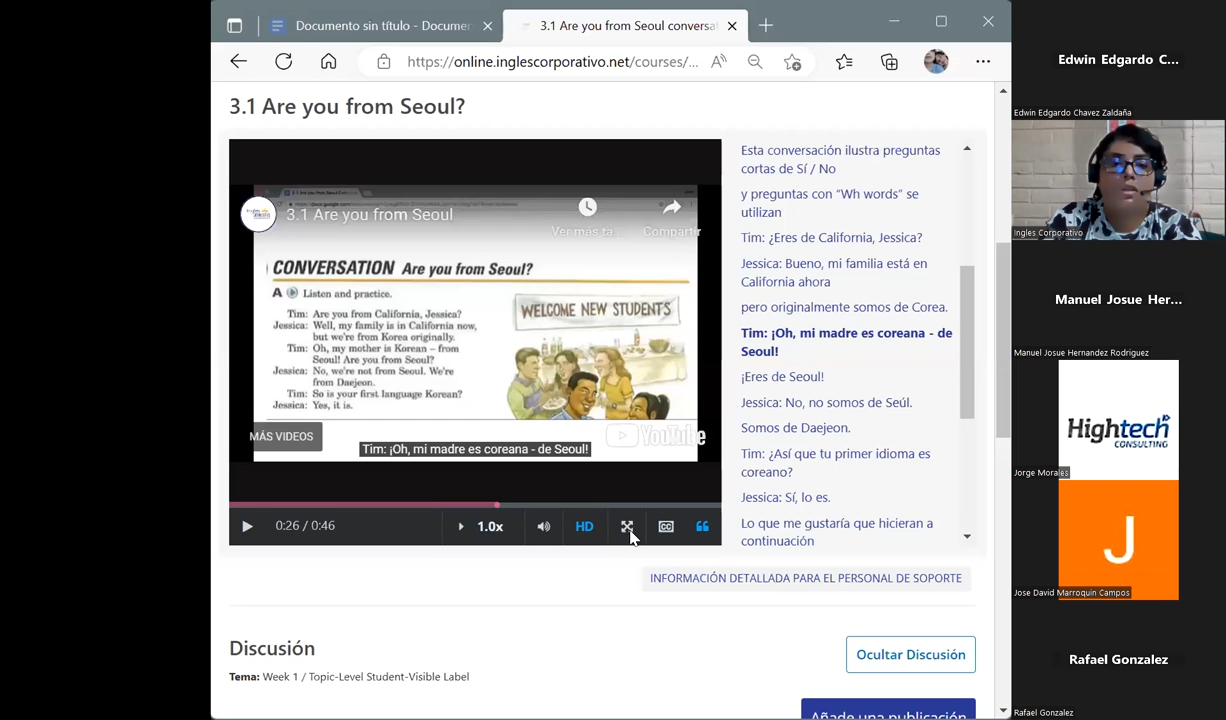 Documento sin título - Documen
3.1 Are you from Seoul conversa
https://online.inglescorporativo.net/courses/...
3.1 Are you from Seoul?
3.1 Are you from Seoul
Ver más ta...
Compartir
CONVERSATION Are you from Seoul?
A Listen and practice.
Tim: Are you from California, Jessica?
Jessica: Well, my family is in California now,
but we're from Korea originally.
Tim: Oh, my mother is Korean – from
Seoul! Are you from Seoul?
Jessica: No, we're not from Seoul. We're
from Daejeon.
Tim: So is your first language Korean?
Jessica: Yes, it is.
WELCOME NEW STUDENTS
MÁS VIDEOS
YouTube
Tim: ¡Oh, mi madre es coreana - de Seoul!
0:26 / 0:46
1.0x
HD
CC
Esta conversación ilustra preguntas
cortas de Sí / No
y preguntas con “Wh words” se
utilizan
Tim: ¿Eres de California, Jessica?
Jessica: Bueno, mi familia está en
California ahora
pero originalmente somos de Corea.
Tim: ¡Oh, mi madre es coreana - de
Seoul!
¡Eres de Seoul!
Jessica: No, no somos de Seúl.
Somos de Daejeon.
Tim: ¿Así que tu primer idioma es
coreano?
Jessica: Sí, lo es.
Lo que me gustaría que hicieran a
continuación
INFORMACIÓN DETALLADA PARA EL PERSONAL DE SOPORTE
Discusión
Tema: Week 1 / Topic-Level Student-Visible Label
Ocultar Discusión
Añade una publicación
Edwin Edgardo C...
Edwin Edgardo Chavez Zaldaña
Ingles Corporativo
Manuel Josue Her...
Manuel Josue Hernandez Rodriguez
Hightech
CONSULTING
Jorge Morales
J
Jose David Marroquin Campos
Rafael Gonzalez
Rafael Gonzalez